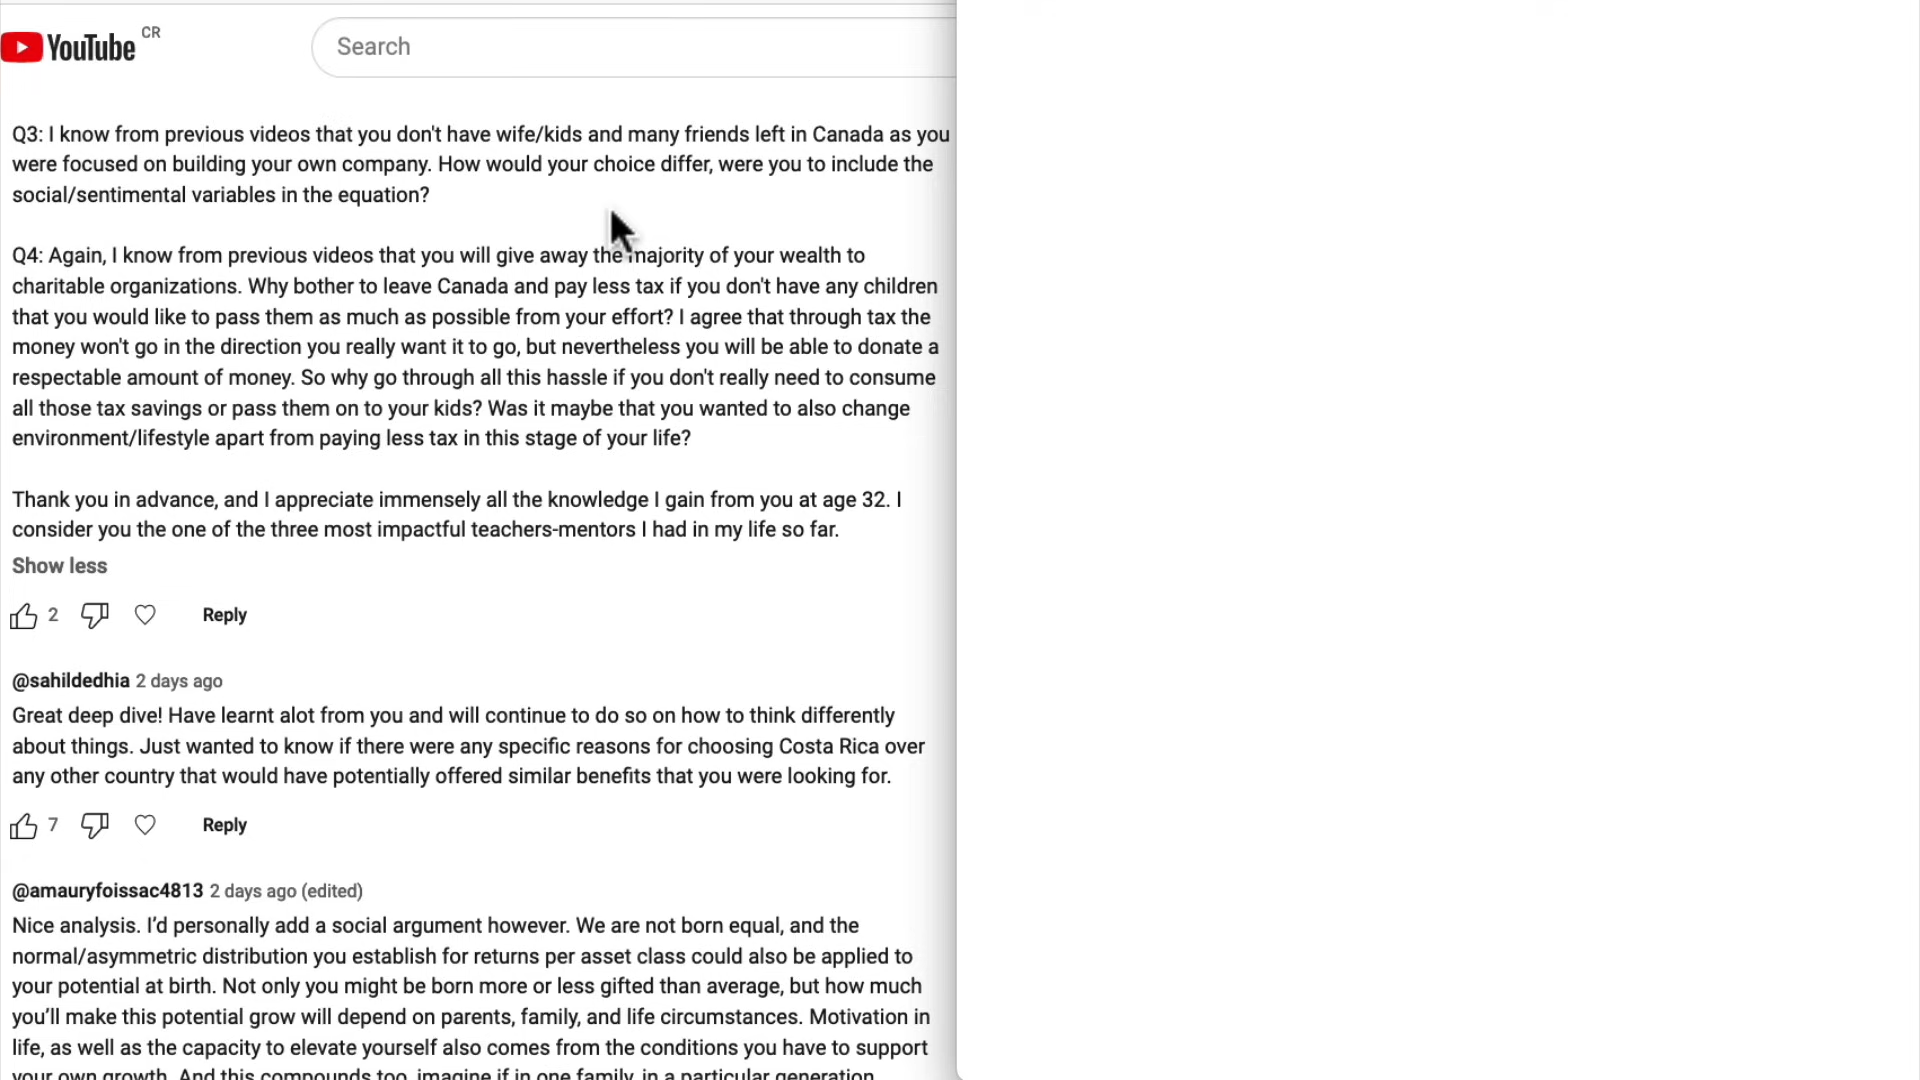 YouTube CR
Search
Q3: I know from previous videos that you don't have wife/kids and many friends left in Canada as you
were focused on building your own company. How would your choice differ, were you to include the
social/sentimental variables in the equation?
Q4: Again, I know from previous videos that you will give away the majority of your wealth to
charitable organizations. Why bother to leave Canada and pay less tax if you don't have any children
that you would like to pass them as much as possible from your effort? I agree that through tax the
money won't go in the direction you really want it to go, but nevertheless you will be able to donate a
respectable amount of money. So why go through all this hassle if you don't really need to consume
all those tax savings or pass them on to your kids? Was it maybe that you wanted to also change
environment/lifestyle apart from paying less tax in this stage of your life?
Thank you in advance, and I appreciate immensely all the knowledge I gain from you at age 32. I
consider you the one of the three most impactful teachers-mentors I had in my life so far.
Show less
2 Reply
@sahildedhia 2 days ago
Great deep dive! Have learnt alot from you and will continue to do so on how to think differently
about things. Just wanted to know if there were any specific reasons for choosing Costa Rica over
any other country that would have potentially offered similar benefits that you were looking for.
7 Reply
@amauryfoissac4813 2 days ago (edited)
Nice analysis. I’d personally add a social argument however. We are not born equal, and the
normal/asymmetric distribution you establish for returns per asset class could also be applied to
your potential at birth. Not only you might be born more or less gifted than average, but how much
you’ll make this potential grow will depend on parents, family, and life circumstances. Motivation in
life, as well as the capacity to elevate yourself also comes from the conditions you have to support
your own growth. And this compounds too, imagine if in one family, in a particular generation,